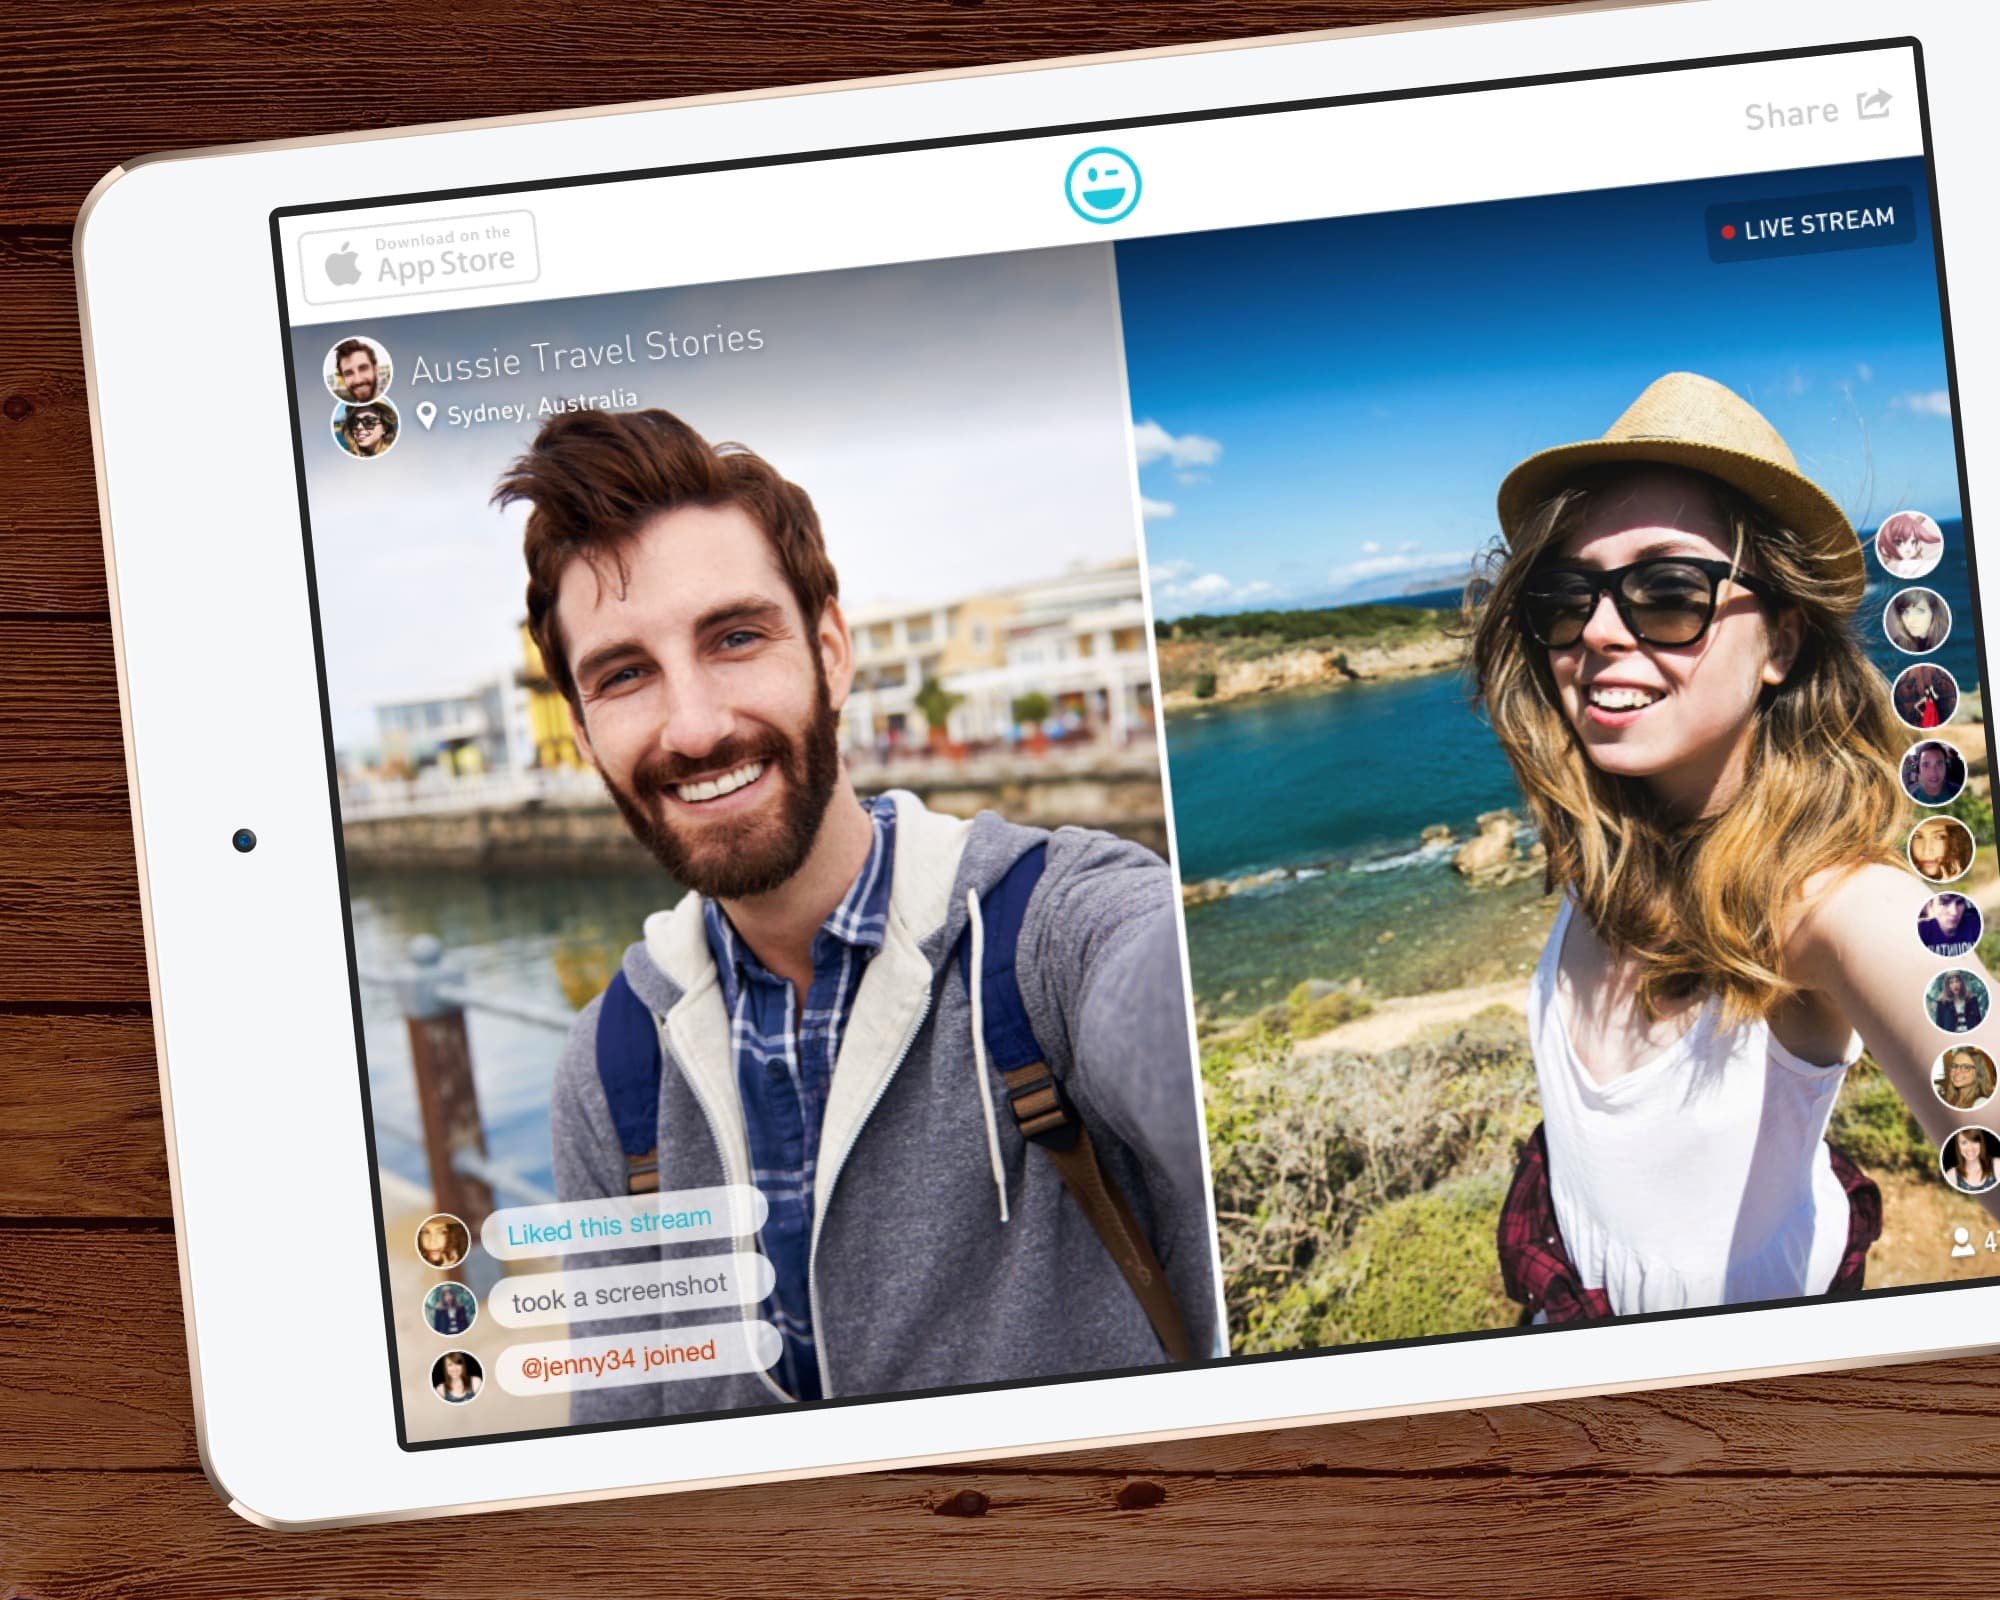 Share
Download on the
App Store
LIVE STREAM
Aussie Travel Stories
Sydney, Australia
Liked this stream
took a screenshot
@jenny34 joined